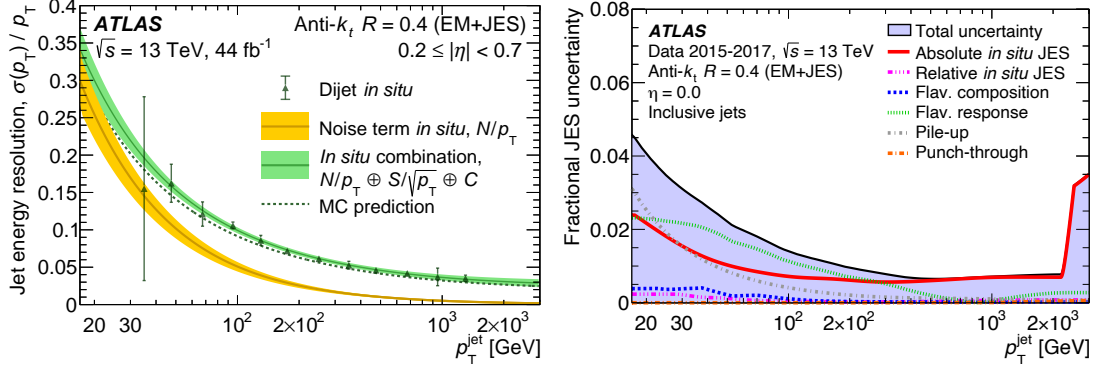 ATLAS
√s = 13 TeV, 44 fb⁻¹
Anti-kₜ R = 0.4 (EM+JES)
0.2 ≤ |η| < 0.7
Dijet in situ
Noise term in situ, N/p_T
In situ combination,
N/p_T ⊕ S/√p_T ⊕ C
MC prediction
Jet energy resolution, σ(p_T) / p_T
0.4
0.35
0.3
0.25
0.2
0.15
0.1
0.05
0
20 30 10² 2×10² 10³ 2×10³
p_T^jet [GeV]
ATLAS
Data 2015-2017, √s = 13 TeV
Anti-kₜ R = 0.4 (EM+JES)
η = 0.0
Inclusive jets
Total uncertainty
Absolute in situ JES
Relative in situ JES
Flav. composition
Flav. response
Pile-up
Punch-through
Fractional JES uncertainty
0.08
0.06
0.04
0.02
0
20 30 10² 2×10² 10³ 2×10³
p_T^jet [GeV]